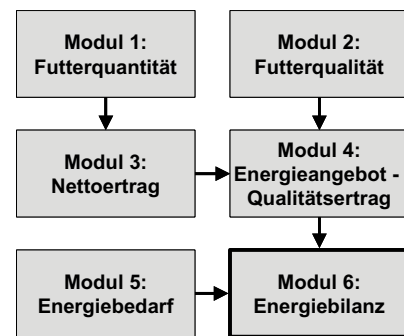 Modul 1:
Futterquantität
Modul 2:
Futterqualität
Modul 3:
Nettoertrag
Modul 4:
Energieangebot -
Qualitätsertrag
Modul 5:
Energiebedarf
Modul 6:
Energiebilanz